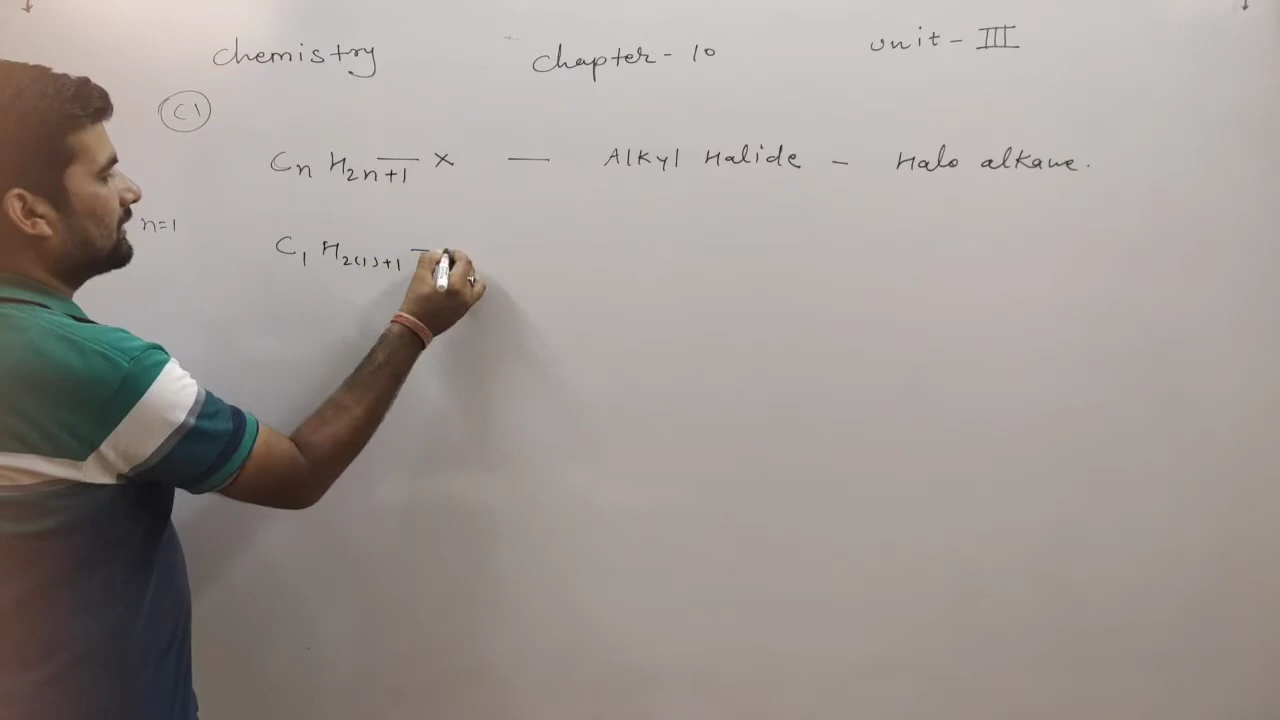 Chemistry chapter - 10 unit - III
C1
CnH2n+1 — X — Alkyl Halide - Halo alkane.
n=1
C1 H2(1)+1 —